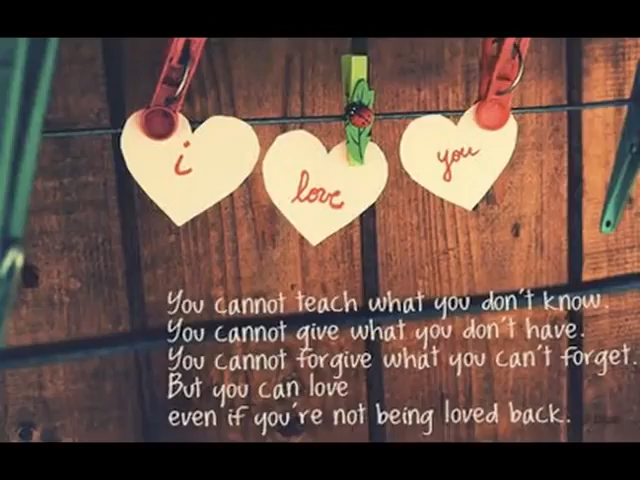 i
love
you
You cannot teach what you don't know.
You cannot give what you don't have.
You cannot forgive what you can't forget.
But you can love
even if you're not being loved back.